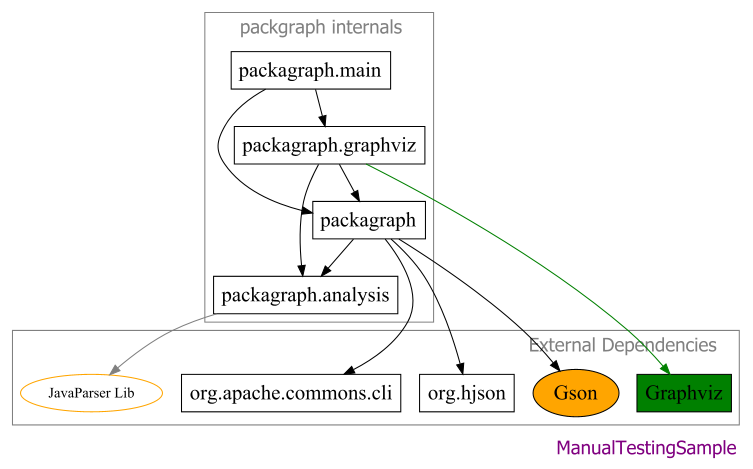 packgraph internals
packagraph.main
packagraph.graphviz
packagraph
packagraph.analysis
External Dependencies
JavaParser Lib
org.apache.commons.cli
org.hjson
Gson
Graphviz
ManualTestingSample